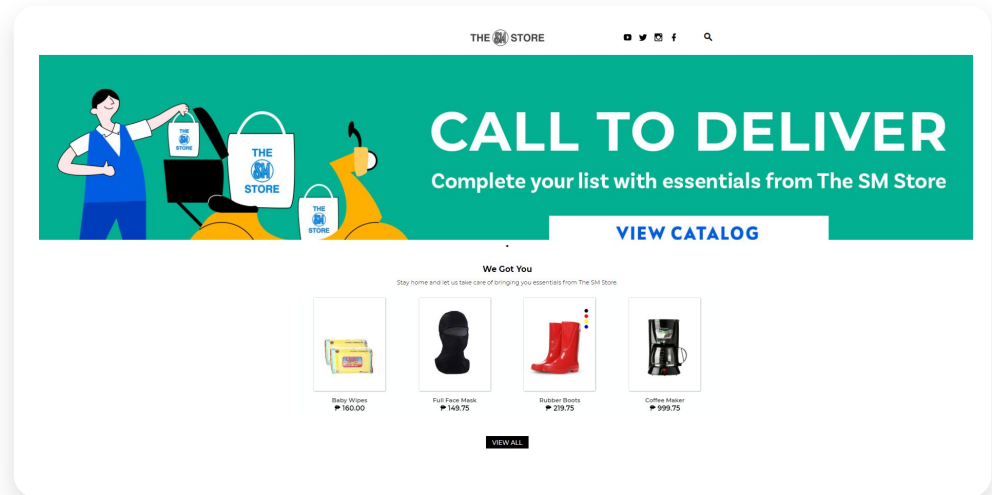 THE SM STORE
CALL TO DELIVER
Complete your list with essentials from The SM Store
VIEW CATALOG
THE
SM
STORE
THE
SM
STORE
THE
SM
STORE
We Got You
Stay home and let us take care of bringing you essentials from The SM Store.
Baby Wipes
₱ 160.00
Full Face Mask
₱ 149.75
Rubber Boots
₱ 219.75
Coffee Maker
₱ 999.75
VIEW ALL